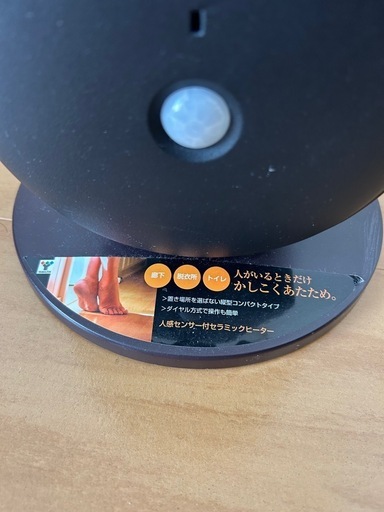 廊下 脱衣所 トイレ
人がいるときだけ
かしこくあたため。
>置き場所を選ばない縦型コンパクトタイプ
>ダイヤル方式で操作も簡単
人感センサー付セラミックヒーター